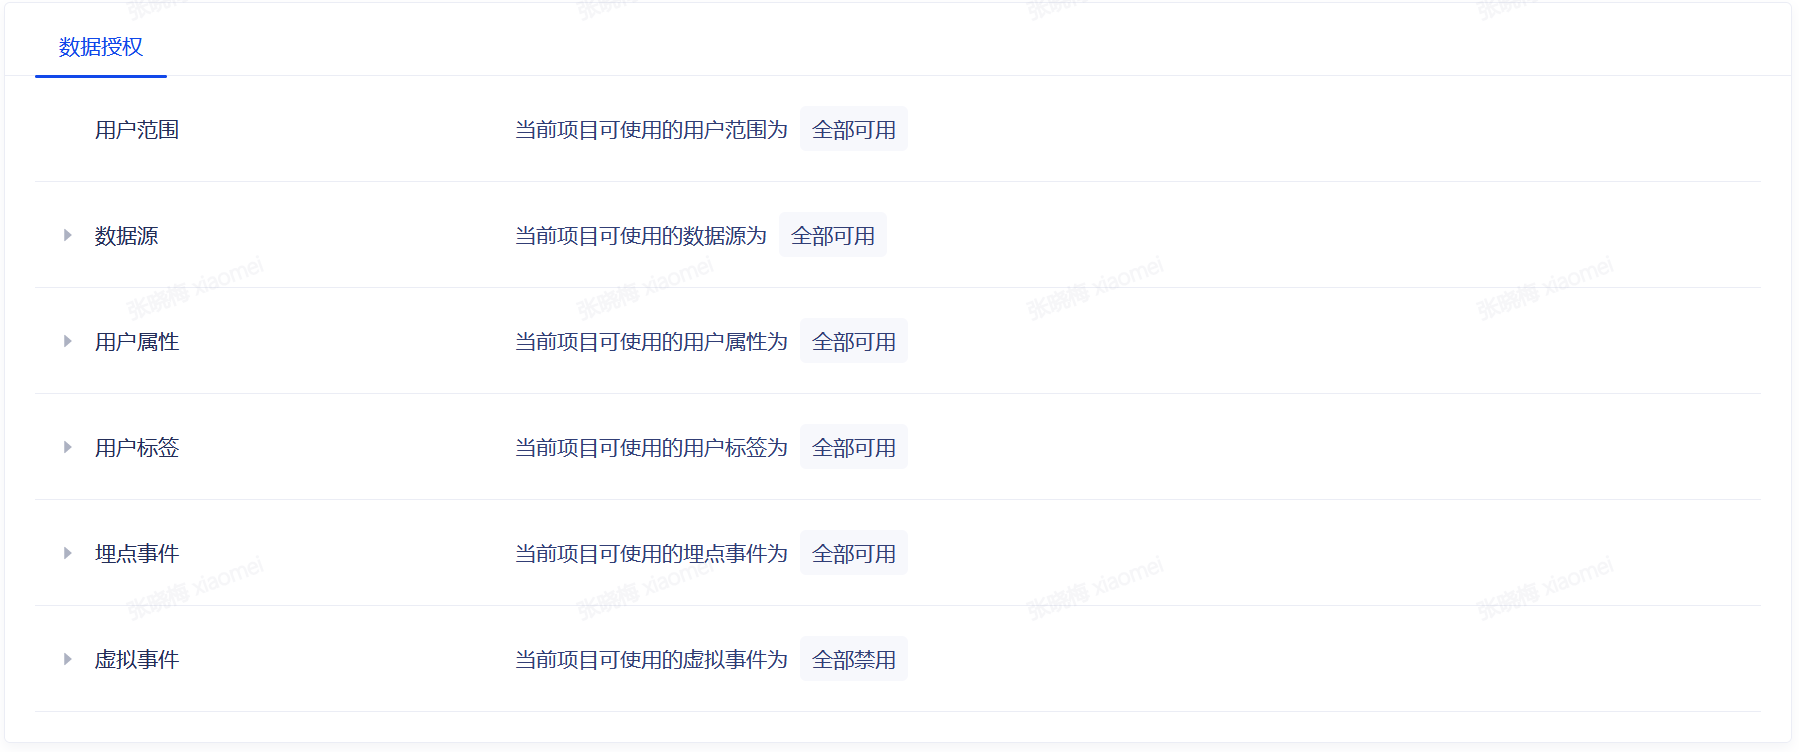 数据授权
用户范围 当前项目可使用的用户范围为 全部可用
数据源 当前项目可使用的数据源为 全部可用
张晓梅 xiaomei 张晓梅 xiaomei 张晓梅 xiaomei 张晓梅 xiaomei
用户属性 当前项目可使用的用户属性为 全部可用
用户标签 当前项目可使用的用户标签为 全部可用
埋点事件 当前项目可使用的埋点事件为 全部可用
张晓梅 xiaomei 张晓梅 xiaomei 张晓梅 xiaomei 张晓梅 xiaomei
虚拟事件 当前项目可使用的虚拟事件为 全部禁用